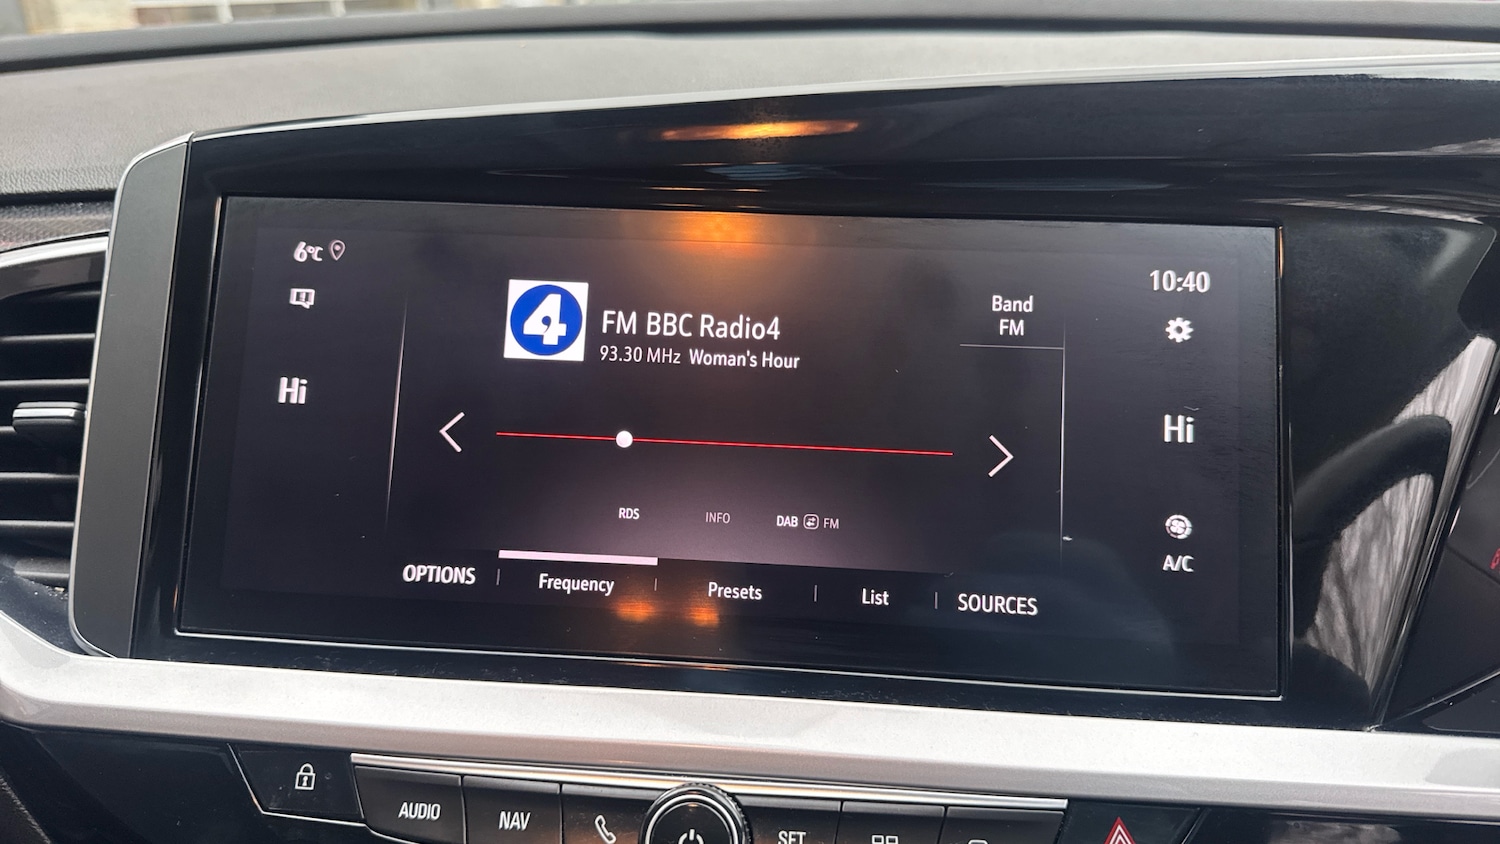 6°C
10:40
4
FM BBC Radio4
93.30 MHz Woman's Hour
Band
FM
Hi
Hi
RDS
INFO
DAB FM
A/C
OPTIONS
Frequency
Presets
List
SOURCES
AUDIO
NAV
SET